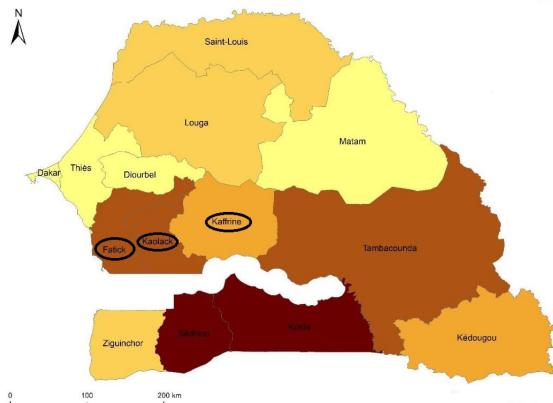 N
Saint-Louis
Louga
Matam
Dakar
Thiès
Diourbel
Kaffrine
Kaolack
Fatick
Tambacounda
Sédhiou
Kolda
Ziguinchor
Kédougou
0 100 200 km